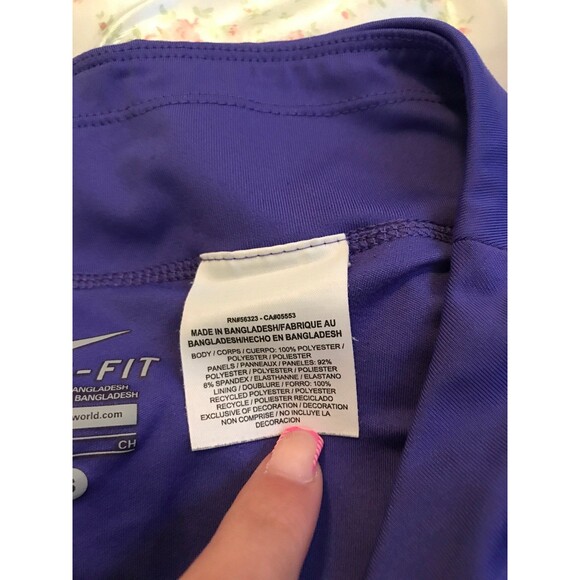 RN#56323 - CA#05553
MADE IN BANGLADESH/FABRIQUE AU
BANGLADESH/HECHO EN BANGLADESH
BODY / CORPS / CUERPO: 100% POLYESTER /
POLYESTER / POLIESTER
PANELS / PANNEAUX / PANELES: 92%
POLYESTER / POLYESTER / POLIESTER
8% SPANDEX / ELASTHANNE / ELASTANO
LINING / DOUBLURE / FORRO: 100%
RECYCLED POLYESTER / POLYESTER
RECYCLE / POLIESTER RECICLADO
EXCLUSIVE OF DECORATION / DECORATION
NON COMPRISE / NO INCLUYE LA
DECORACION
-FIT
ANGLADESH
BANGLADESH
world.com
CH
S